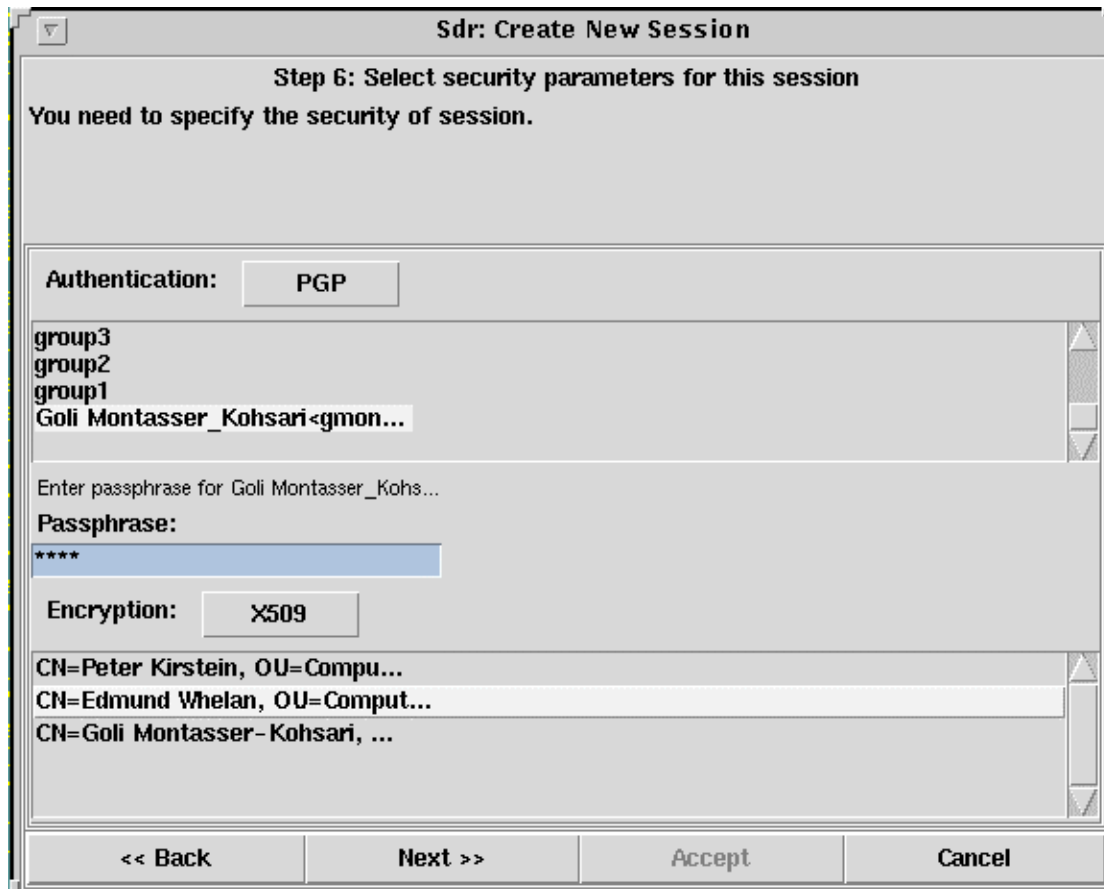 Sdr: Create New Session
Step 6: Select security parameters for this session
You need to specify the security of session.
Authentication: PGP
group3
group2
group1
Goli Montasser_Kohsari<gmon...
Enter passphrase for Goli Montasser_Kohs...
Passphrase:
****
Encryption: X509
CN=Peter Kirstein, OU=Compu...
CN=Edmund Whelan, OU=Comput...
CN=Goli Montasser-Kohsari, ...
<< Back Next >> Accept Cancel